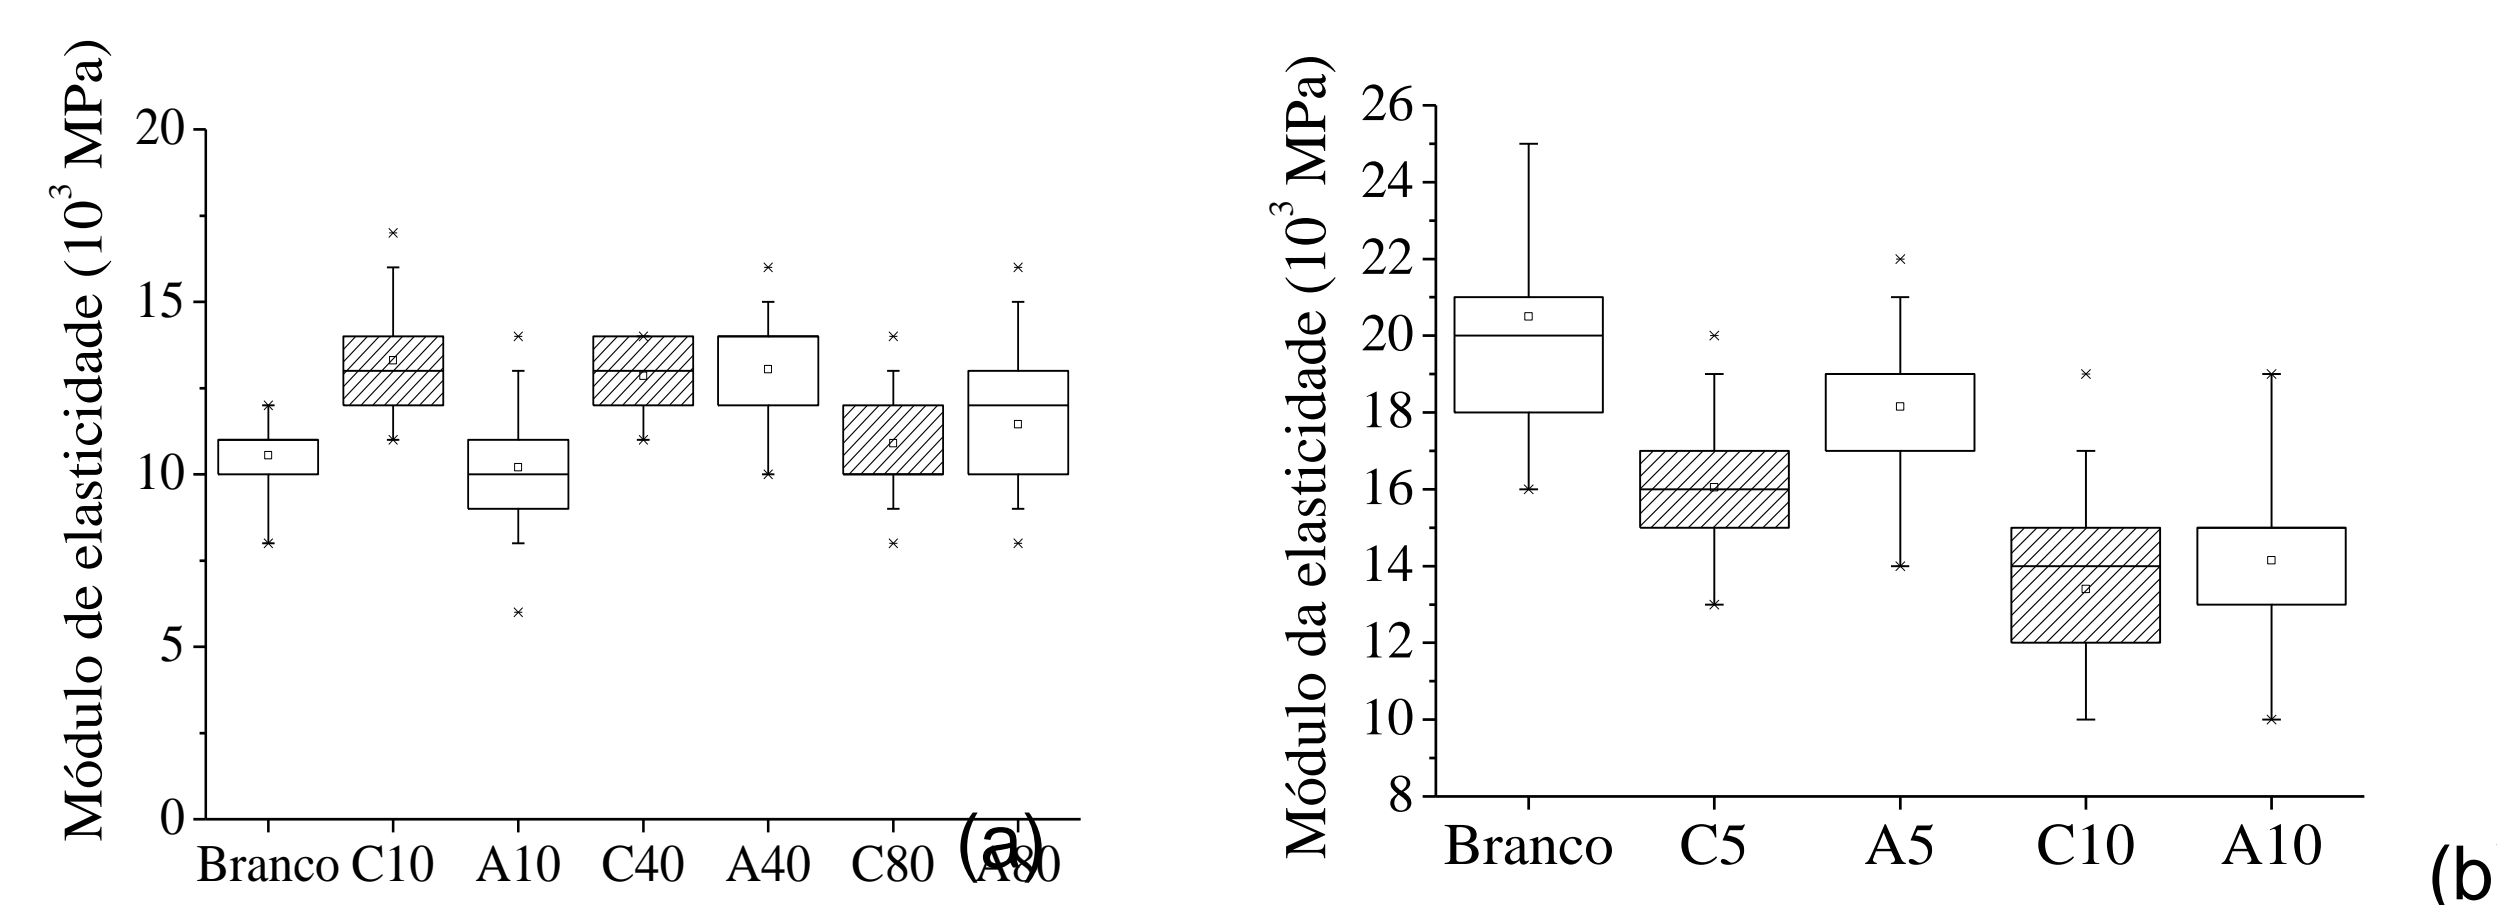 Módulo de elasticidade (10³ MPa)
20
15
10
5
0
Branco C10 A10 C40 A40 C80 A80
(a)
Módulo da elasticidade (10³ MPa)
26
24
22
20
18
16
14
12
10
8
Branco C5 A5 C10 A10
(b